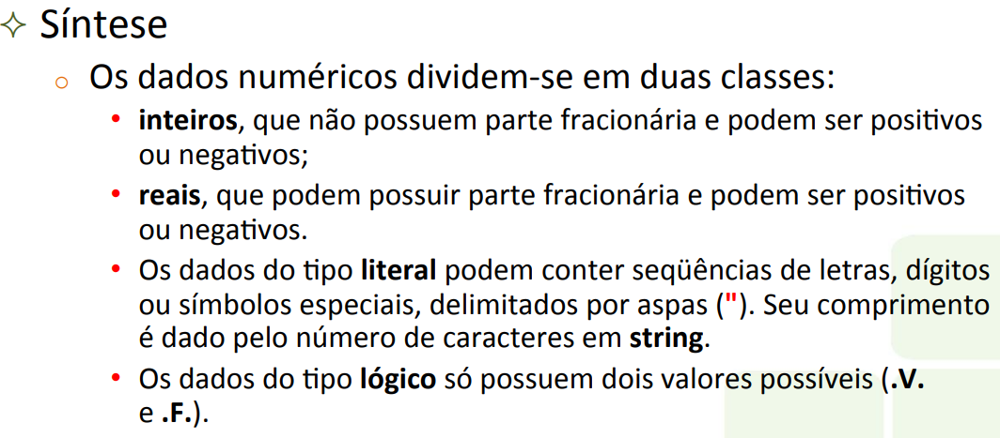 Síntese
Os dados numéricos dividem-se em duas classes:
inteiros, que não possuem parte fracionária e podem ser positivos
ou negativos;
reais, que podem possuir parte fracionária e podem ser positivos
ou negativos.
Os dados do tipo literal podem conter seqüências de letras, dígitos
ou símbolos especiais, delimitados por aspas ("). Seu comprimento
é dado pelo número de caracteres em string.
Os dados do tipo lógico só possuem dois valores possíveis (.V.
e .F.).